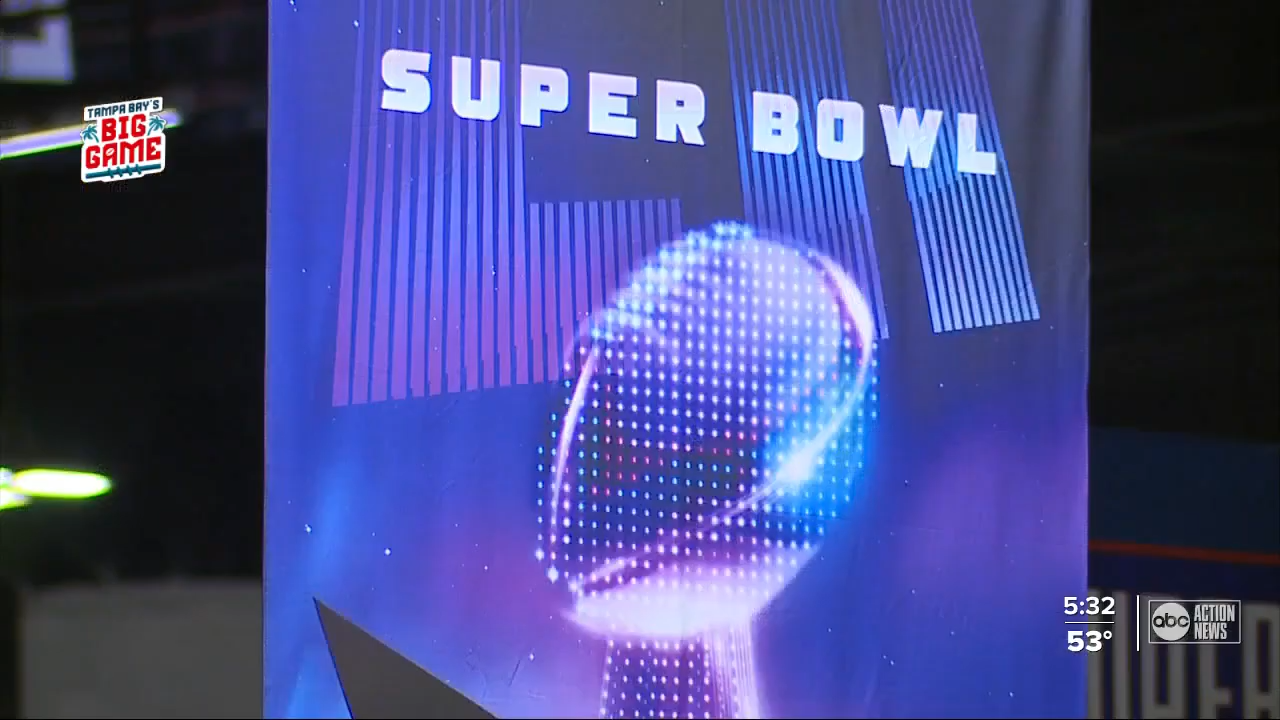 SUPER BOWL
TAMPA BAY'S
BIG
GAME
5:32
53°
abc
ACTION
NEWS